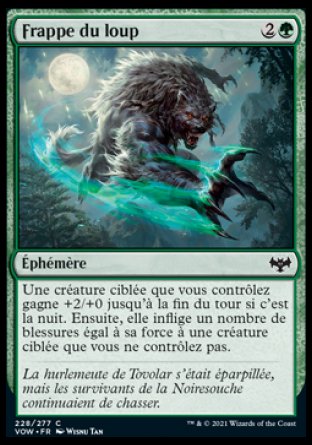 Frappe du loup 2
Éphémère
Une créature ciblée que vous contrôlez
gagne +2/+0 jusqu'à la fin du tour si c'est
la nuit. Ensuite, elle inflige un nombre de
blessures égal à sa force à une créature
ciblée que vous ne contrôlez pas.
La hurlemeute de Tovolar s'était éparpillée,
mais les survivants de la Noiresouche
continuaient de chasser.
228/277 C
VOW • FR Wisnu Tan
™ & © 2021 Wizards of the Coast